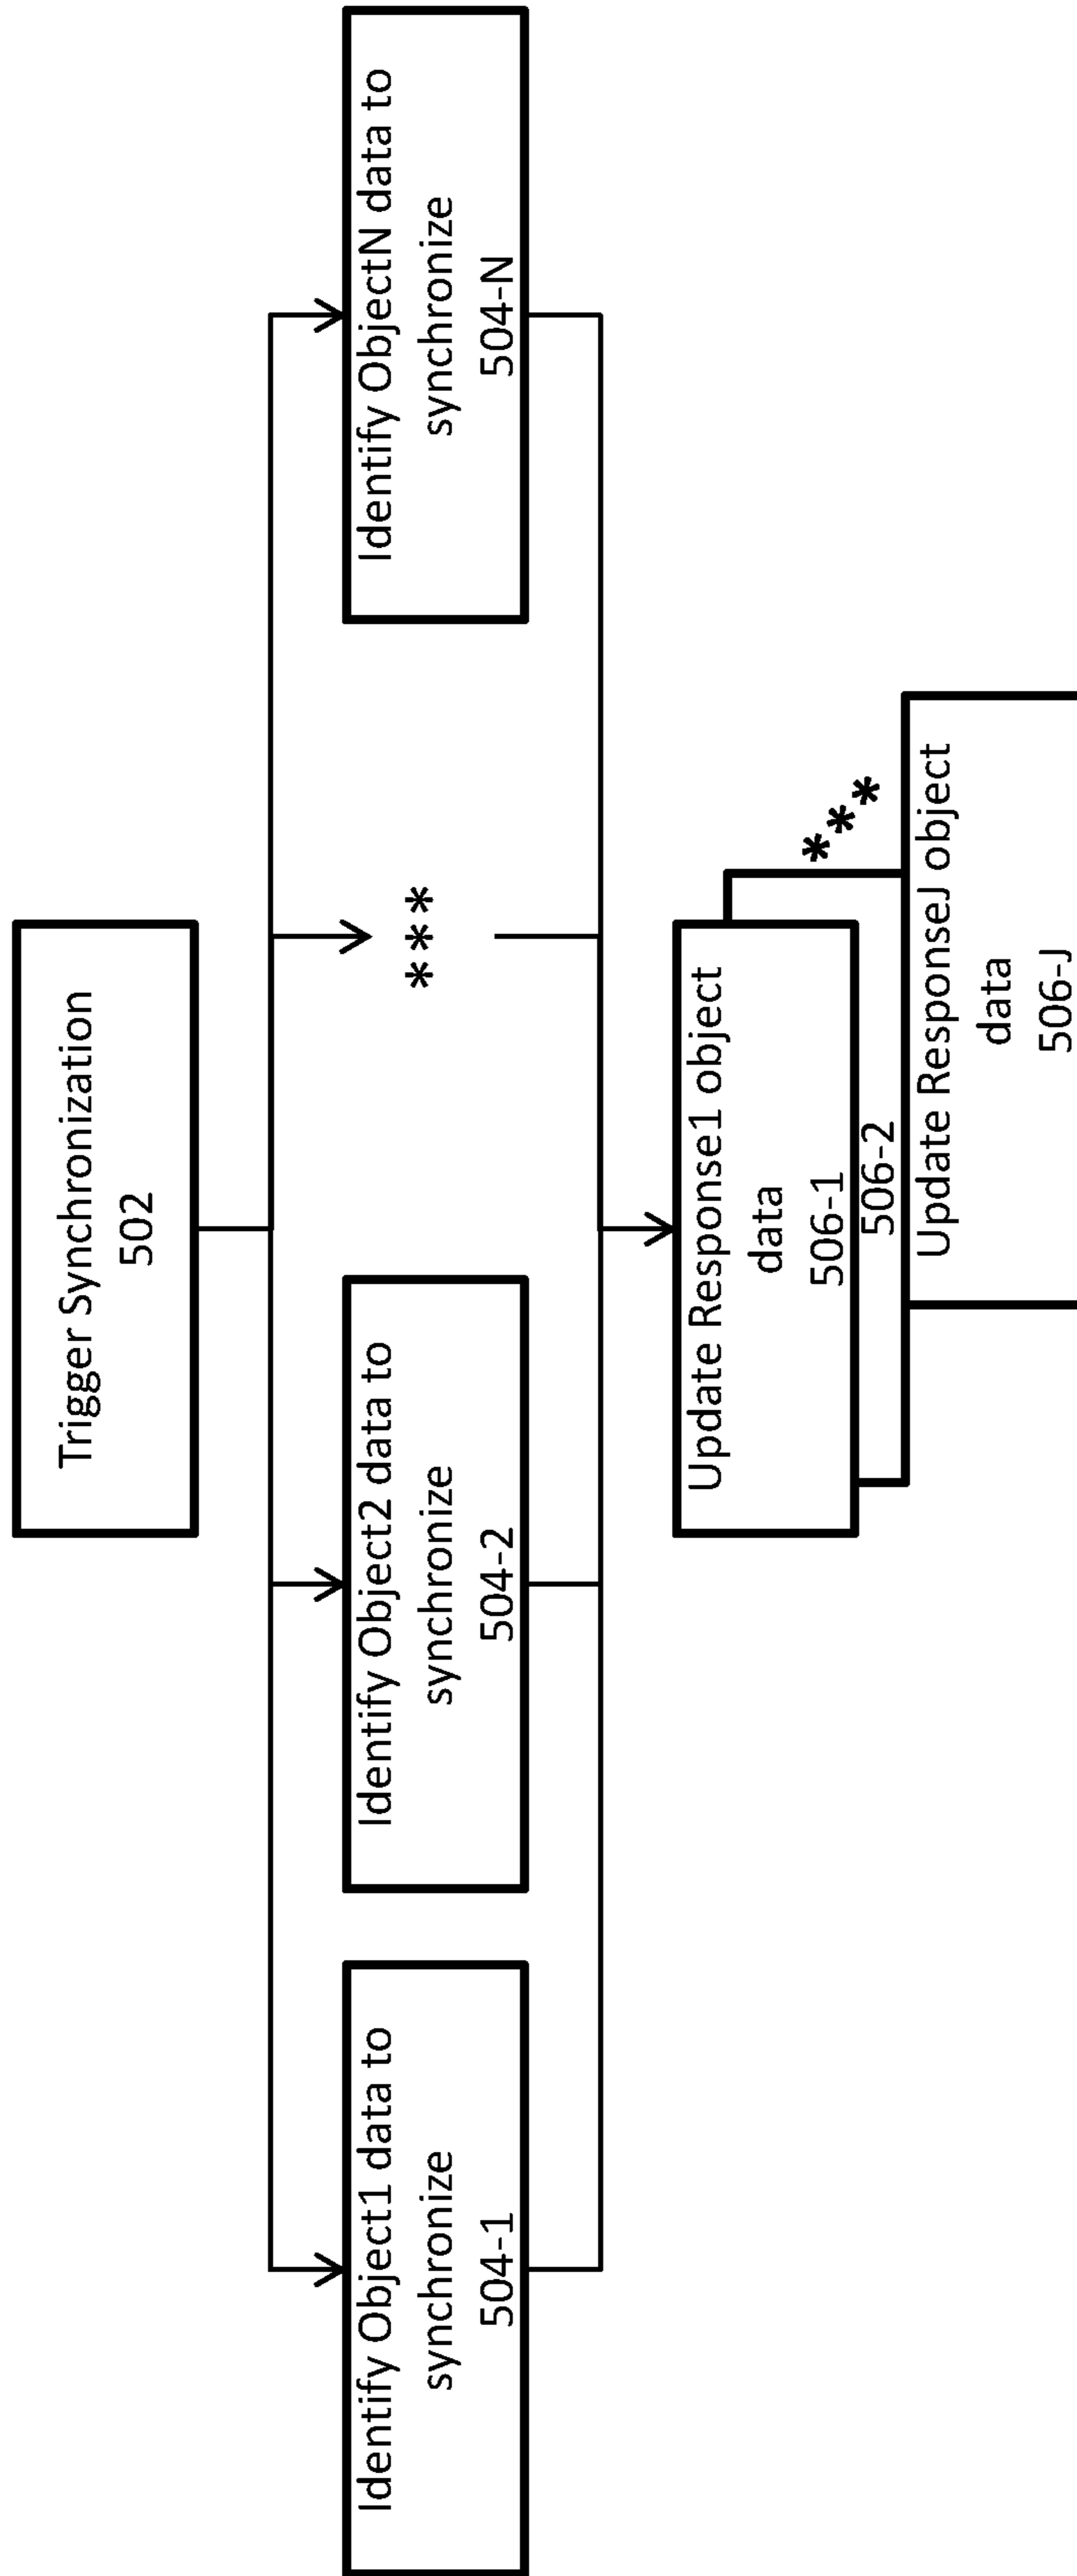 Trigger Synchronization
502
Identify Object1 data to
synchronize
504-1
Identify Object2 data to
synchronize
504-2
***
Identify ObjectN data to
synchronize
504-N
Update Response1 object
data
506-1
506-2
***
Update ResponseJ object
data
506-J